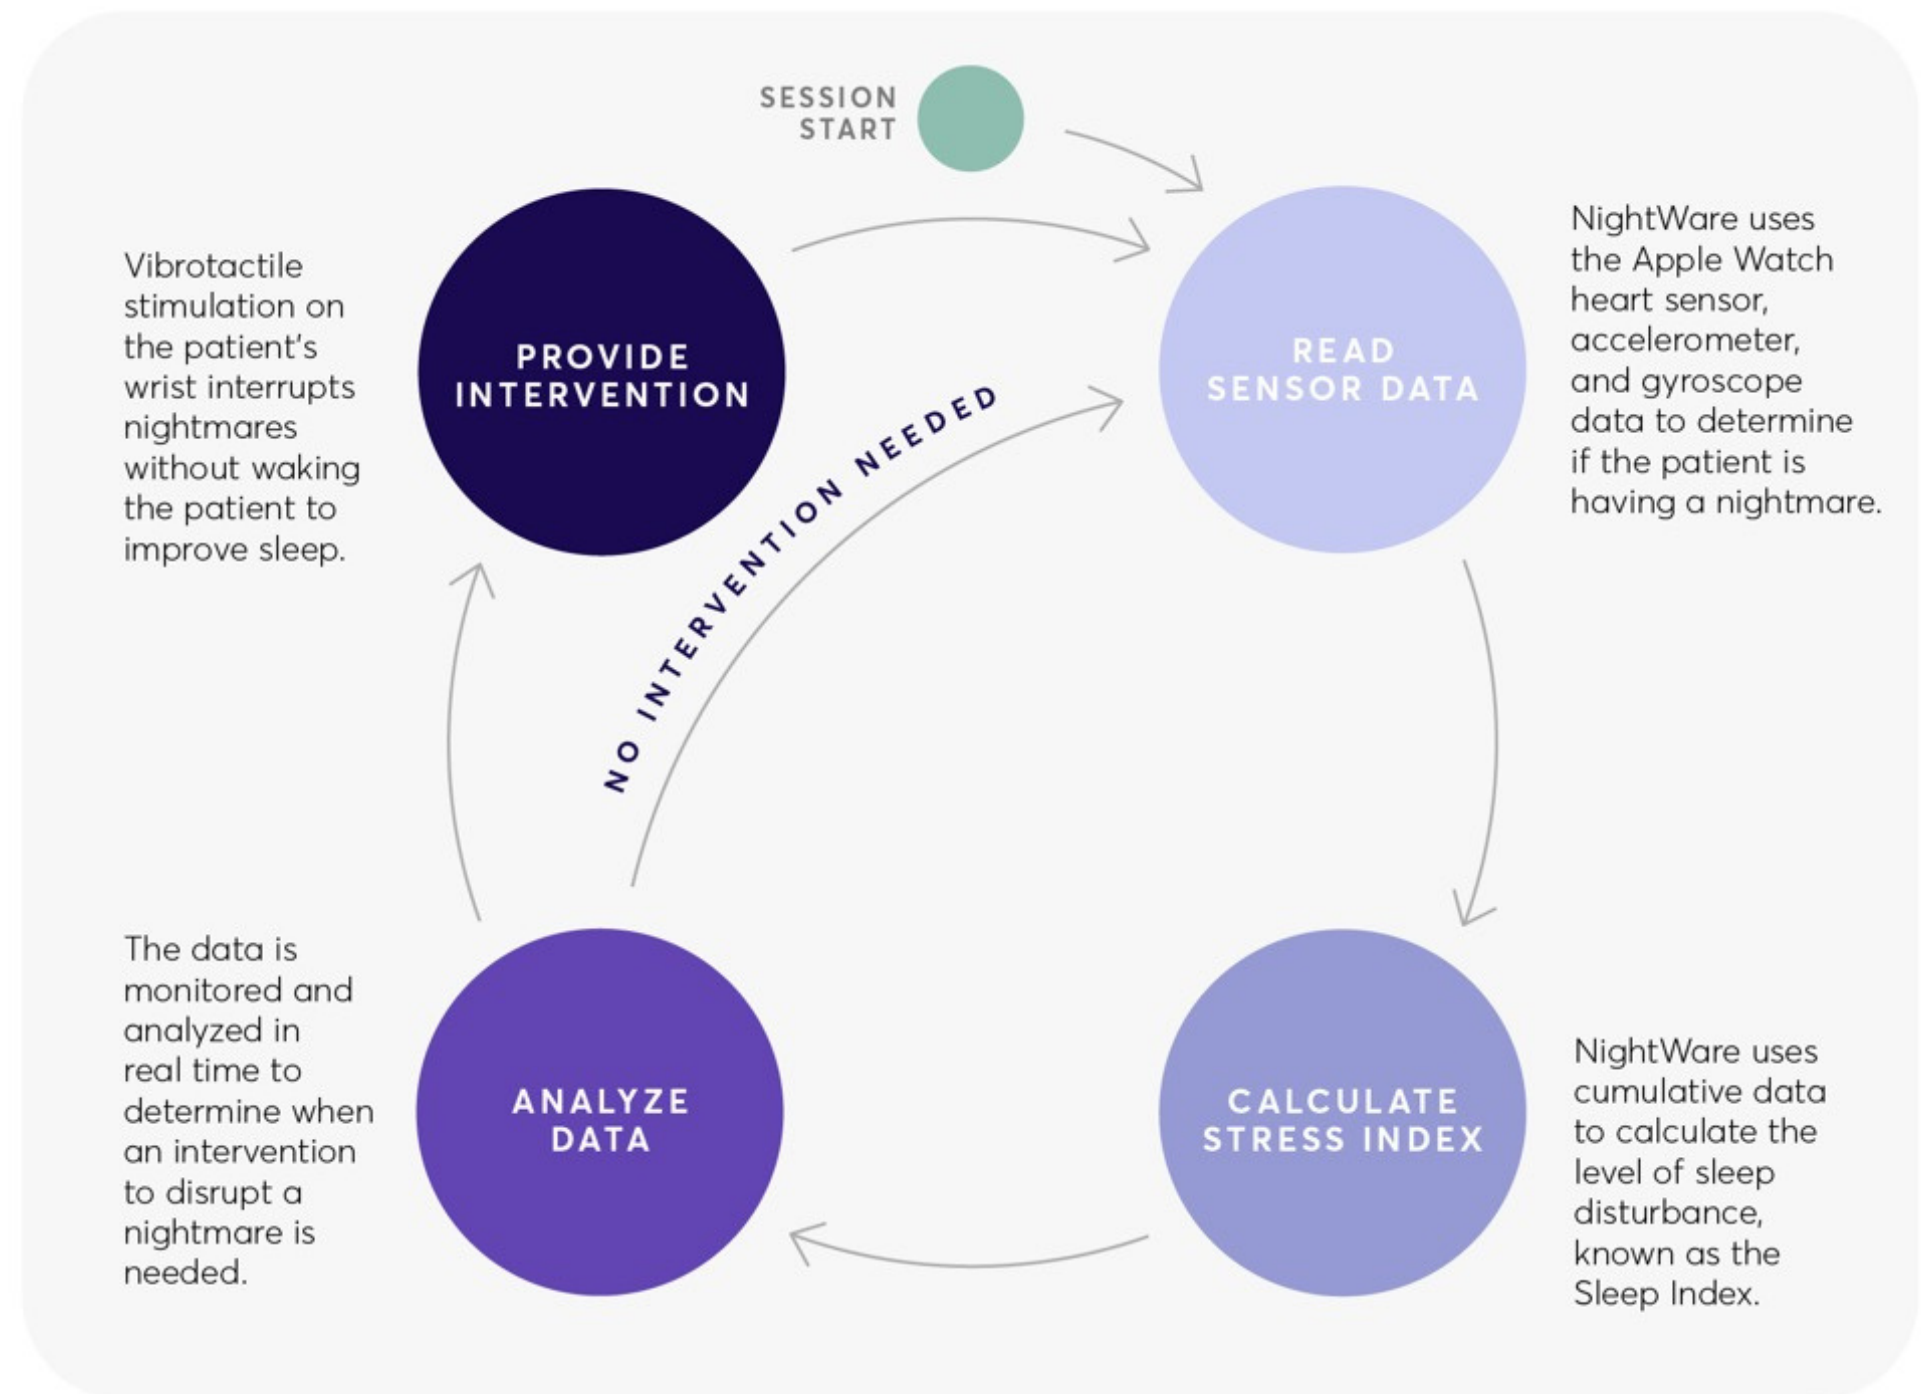 SESSION
START
Vibrotactile
stimulation on
the patient's
wrist interrupts
nightmares
without waking
the patient to
improve sleep.
PROVIDE
INTERVENTION
NO INTERVENTION NEEDED
READ
SENSOR DATA
NightWare uses
the Apple Watch
heart sensor,
accelerometer,
and gyroscope
data to determine
if the patient is
having a nightmare.
The data is
monitored and
analyzed in
real time to
determine when
an intervention
to disrupt a
nightmare is
needed.
ANALYZE
DATA
CALCULATE
STRESS INDEX
NightWare uses
cumulative data
to calculate the
level of sleep
disturbance,
known as the
Sleep Index.